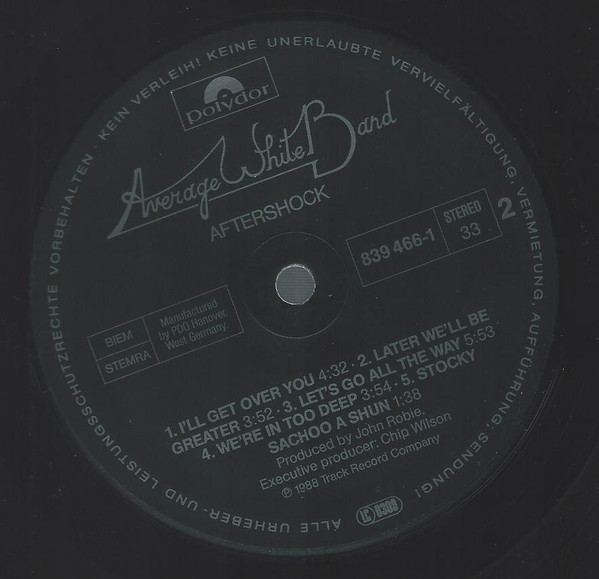 ALLE URHEBER- UND LEISTUNGSSCHUTZRECHTE VORBEHALTEN · KEIN VERLEIH! KEINE UNERLAUBTE VERVIELFÄLTIGUNG, VERMIETUNG, AUFFÜHRUNG, SENDUNG!
polydor
Average White Band
AFTERSHOCK
839 466-1
STEREO
33
2
BIEM
STEMRA
Manufactured
by PDO Hanover,
West Germany.
1. I'LL GET OVER YOU 4:32 · 2. LATER WE'LL BE
GREATER 3:52 · 3. LET'S GO ALL THE WAY 5:53
4. WE'RE IN TOO DEEP 3:54 · 5. STOCKY
SACHOO A SHUN 1:38
Produced by John Robie.
Executive producer: Chip Wilson
℗ 1988 Track Record Company
LC 0309